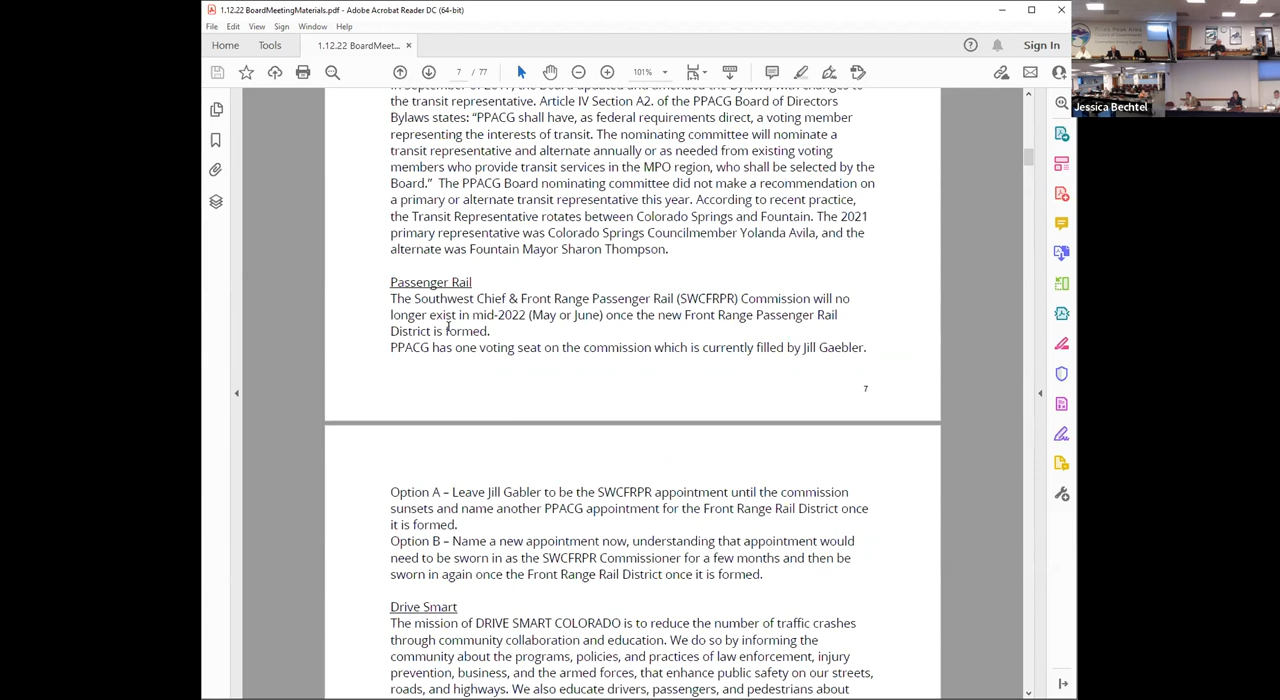 1.12.22 BoardMeetingMaterials.pdf - Adobe Acrobat Reader DC (64-bit)
File Edit View Sign Window Help
Home Tools 1.12.22 BoardMeet... × Sign In
7 / 77 101%
In September of 2017, the Board updated and amended the Bylaws, with changes to
the transit representative. Article IV Section A2. of the PPACG Board of Directors
Bylaws states: “PPACG shall have, as federal requirements direct, a voting member
representing the interests of transit. The nominating committee will nominate a
transit representative and alternate annually or as needed from existing voting
members who provide transit services in the MPO region, who shall be selected by the
Board.”  The PPACG Board nominating committee did not make a recommendation on
a primary or alternate transit representative this year. According to recent practice,
the Transit Representative rotates between Colorado Springs and Fountain. The 2021
primary representative was Colorado Springs Councilmember Yolanda Avila, and the
alternate was Fountain Mayor Sharon Thompson.
Passenger Rail
The Southwest Chief & Front Range Passenger Rail (SWCFRPR) Commission will no
longer exist in mid-2022 (May or June) once the new Front Range Passenger Rail
District is formed.
PPACG has one voting seat on the commission which is currently filled by Jill Gaebler.
7
Option A – Leave Jill Gabler to be the SWCFRPR appointment until the commission
sunsets and name another PPACG appointment for the Front Range Rail District once
it is formed.
Option B – Name a new appointment now, understanding that appointment would
need to be sworn in as the SWCFRPR Commissioner for a few months and then be
sworn in again once the Front Range Rail District once it is formed.
Drive Smart
The mission of DRIVE SMART COLORADO is to reduce the number of traffic crashes
through community collaboration and education. We do so by informing the
community about the programs, policies, and practices of law enforcement, injury
prevention, business, and the armed forces, that enhance public safety on our streets,
roads, and highways. We also educate drivers, passengers, and pedestrians about
Jessica Bechtel